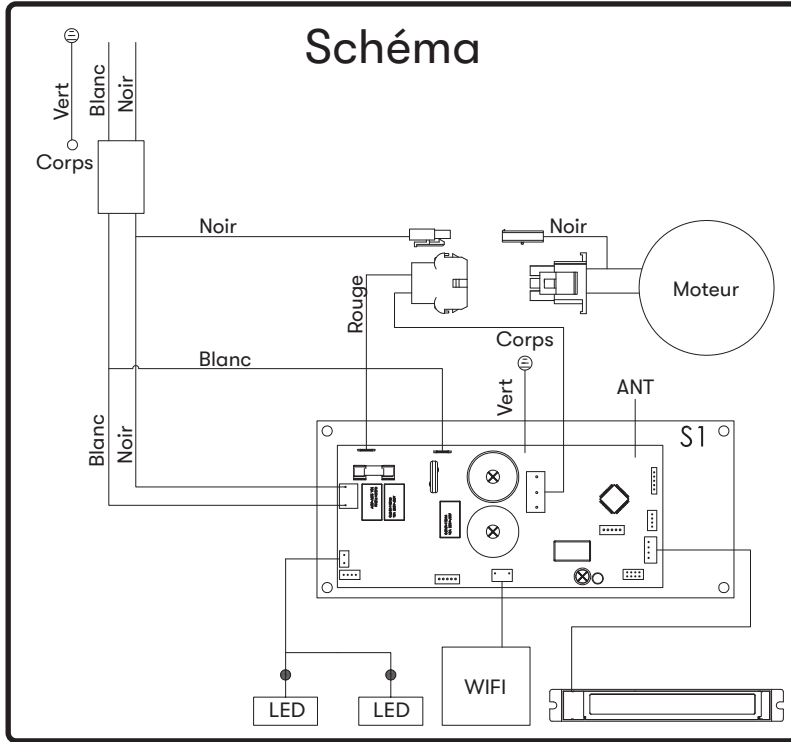 Schéma
Vert
Blanc
Noir
Corps
Noir
Noir
Moteur
Rouge
Corps
Blanc
Vert
ANT
S1
Blanc
Noir
LED
LED
WIFI